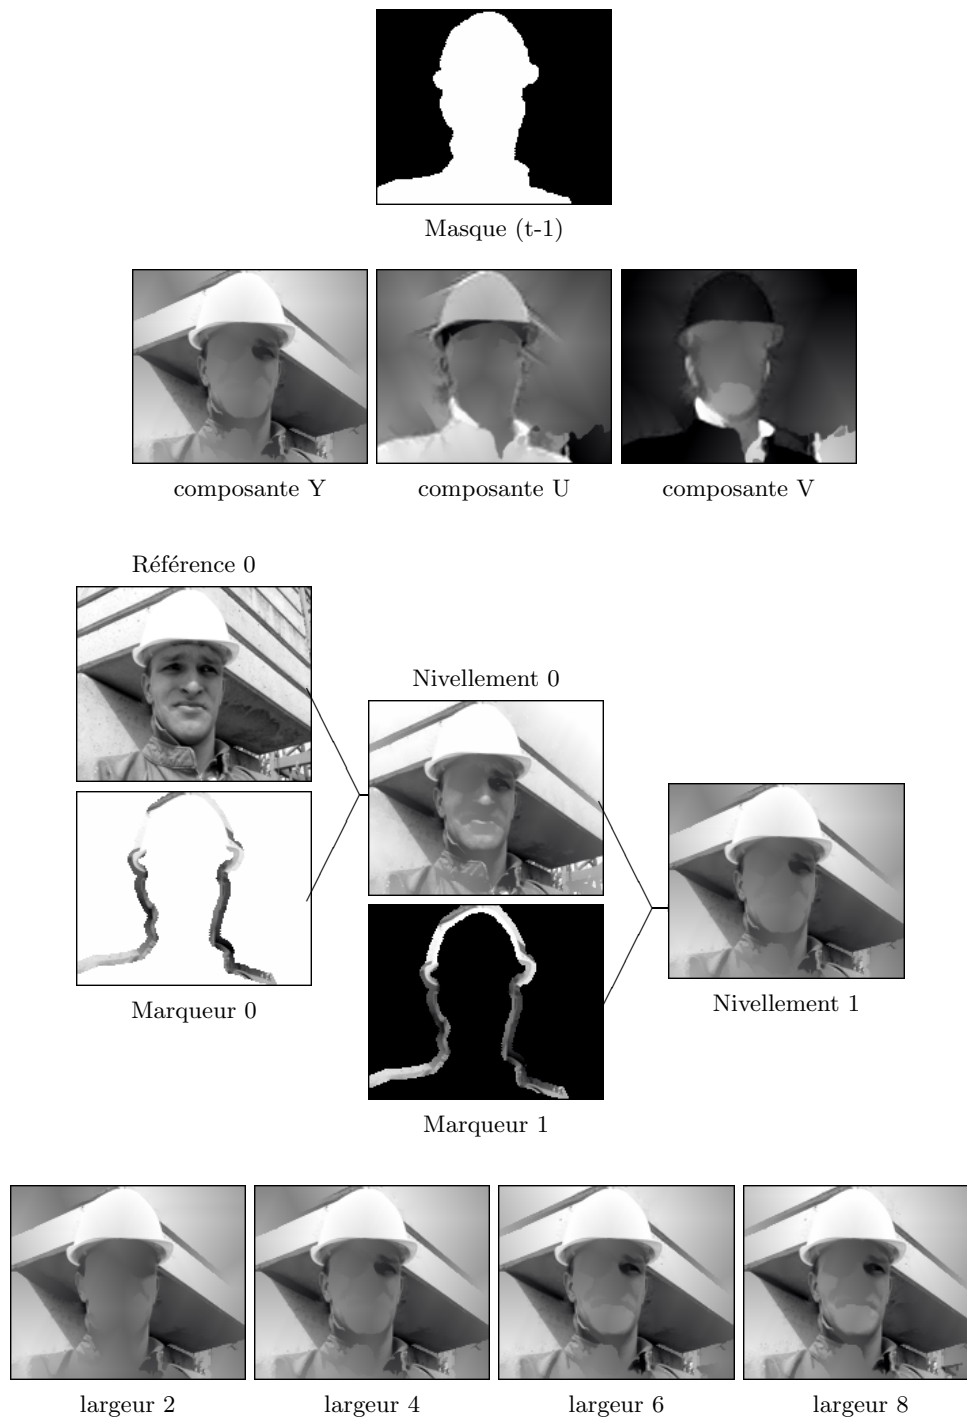 Masque (t-1)
composante Y
composante U
composante V
Référence 0
Nivellement 0
Marqueur 0
Nivellement 1
Marqueur 1
largeur 2
largeur 4
largeur 6
largeur 8